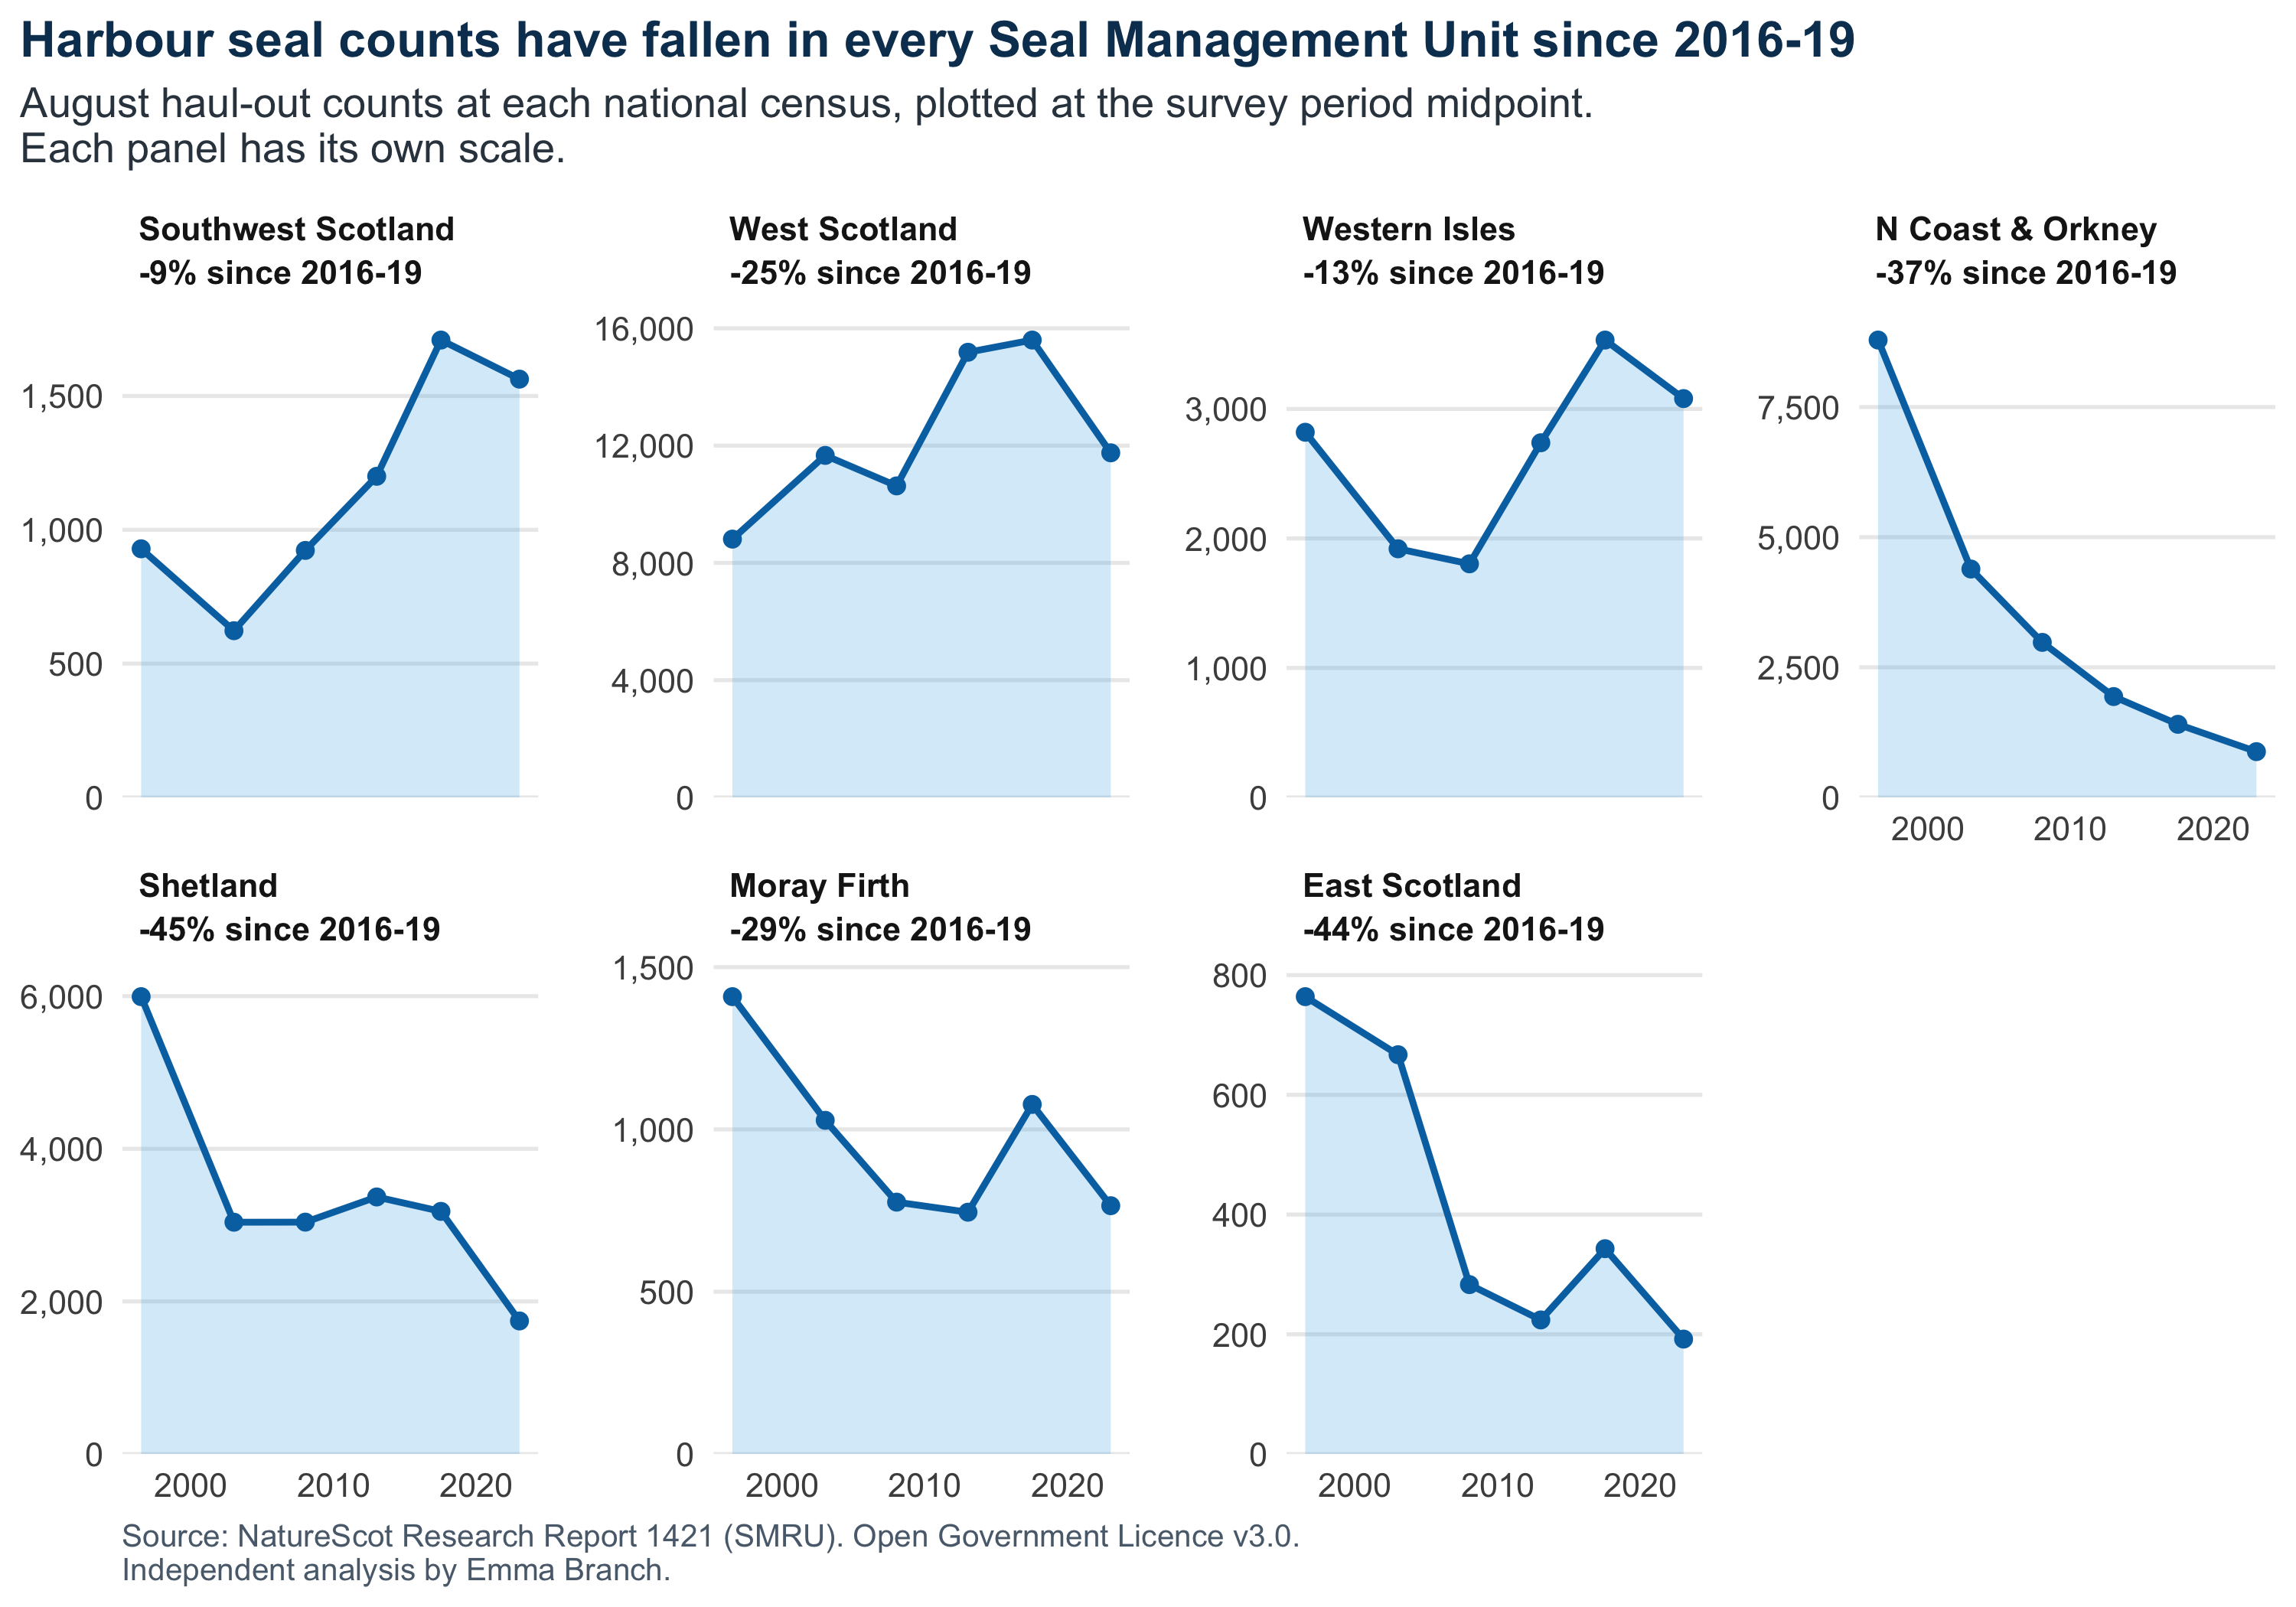 Harbour seal counts have fallen in every Seal Management Unit since 2016-19
August haul-out counts at each national census, plotted at the survey period midpoint.
Each panel has its own scale.
Southwest Scotland
-9% since 2016-19
1,500
1,000
500
0
West Scotland
-25% since 2016-19
16,000
12,000
8,000
4,000
0
Western Isles
-13% since 2016-19
3,000
2,000
1,000
0
N Coast & Orkney
-37% since 2016-19
7,500
5,000
2,500
0
2000 2010 2020
Shetland
-45% since 2016-19
6,000
4,000
2,000
0
2000 2010 2020
Moray Firth
-29% since 2016-19
1,500
1,000
500
0
2000 2010 2020
East Scotland
-44% since 2016-19
800
600
400
200
0
2000 2010 2020
Source: NatureScot Research Report 1421 (SMRU). Open Government Licence v3.0.
Independent analysis by Emma Branch.